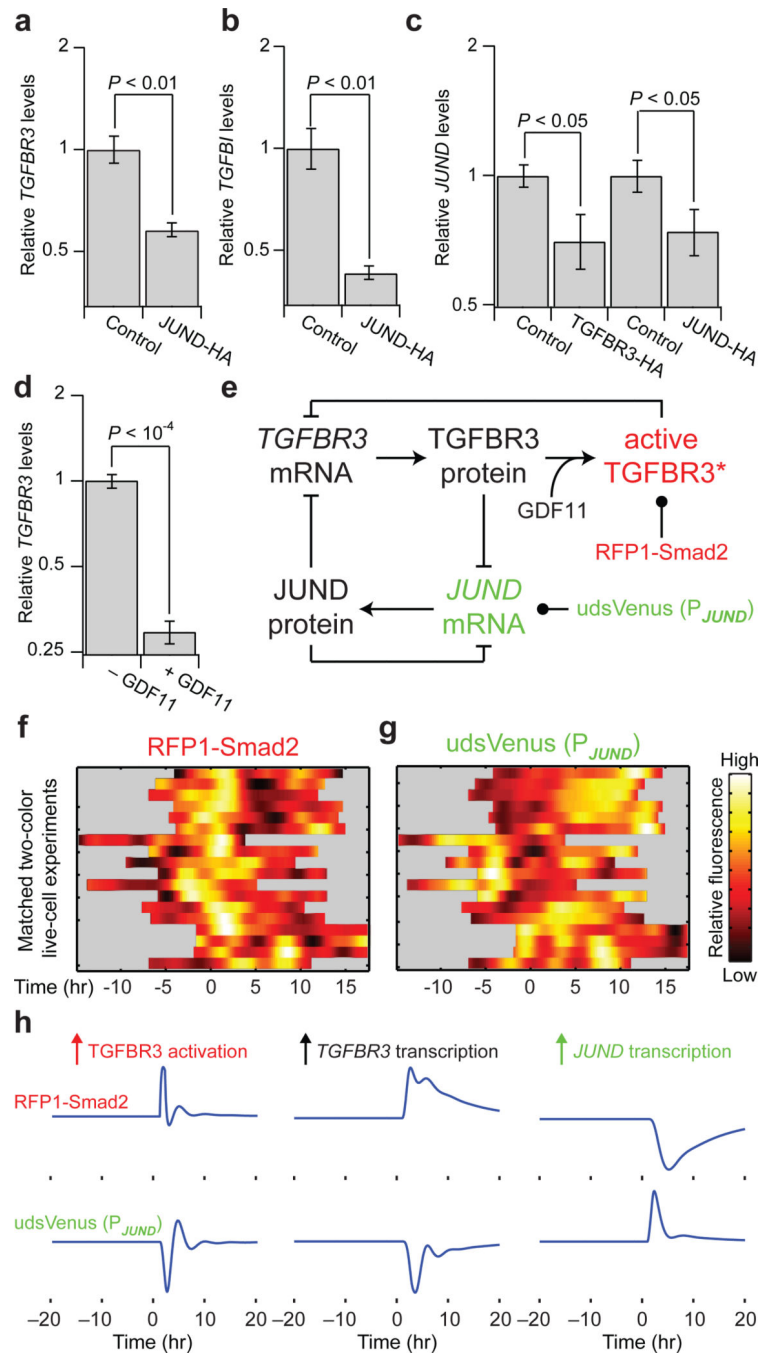 a
2
1
0.5
Relative TGFBR3 levels
P < 0.01
Control
JUND-HA
b
2
1
0.5
Relative TGFBI levels
P < 0.01
Control
JUND-HA
c
2
1
0.5
Relative JUND levels
P < 0.05
P < 0.05
Control
TGFBR3-HA
Control
JUND-HA
d
2
1
0.5
0.25
Relative TGFBR3 levels
P < 10⁻⁴
– GDF11
+ GDF11
e
TGFBR3 mRNA
TGFBR3 protein
active TGFBR3*
GDF11
RFP1-Smad2
JUND protein
JUND mRNA
udsVenus (P_JUND)
f
RFP1-Smad2
Matched two-color
live-cell experiments
Time (hr)
-10 -5 0 5 10 15
g
udsVenus (P_JUND)
-10 -5 0 5 10 15
High
Relative fluorescence
Low
h
TGFBR3 activation
TGFBR3 transcription
JUND transcription
RFP1-Smad2
udsVenus (P_JUND)
–20 –10 0 10 20
–20 –10 0 10 20
–20 –10 0 10 20
Time (hr)
Time (hr)
Time (hr)